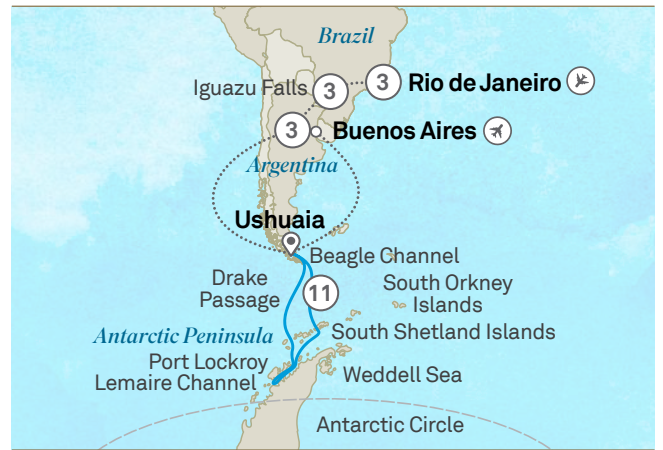 Brazil
Iguazu Falls
3
3
Rio de Janeiro
3
Buenos Aires
Argentina
Ushuaia
Beagle Channel
Drake
Passage
11
South Orkney
Islands
Antarctic Peninsula
South Shetland Islands
Port Lockroy
Lemaire Channel
Weddell Sea
Antarctic Circle